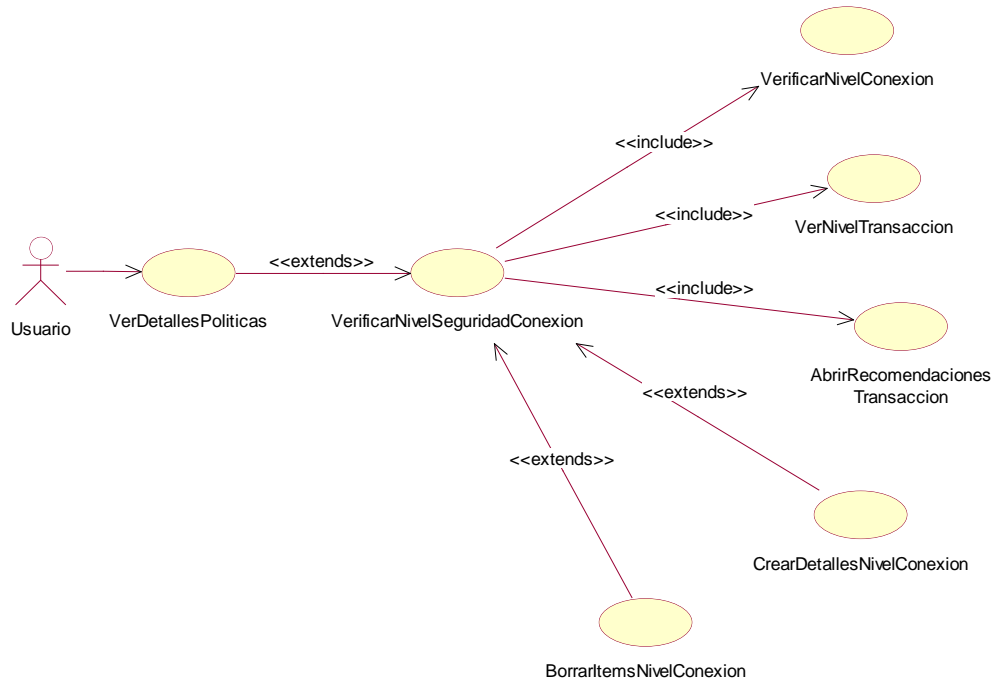 VerificarNivelConexion
<<include>>
VerNivelTransaccion
<<include>>
<<extends>>
<<include>>
Usuario
VerDetallesPoliticas
VerificarNivelSeguridadConexion
AbrirRecomendaciones
Transaccion
<<extends>>
<<extends>>
CrearDetallesNivelConexion
BorrarItemsNivelConexion